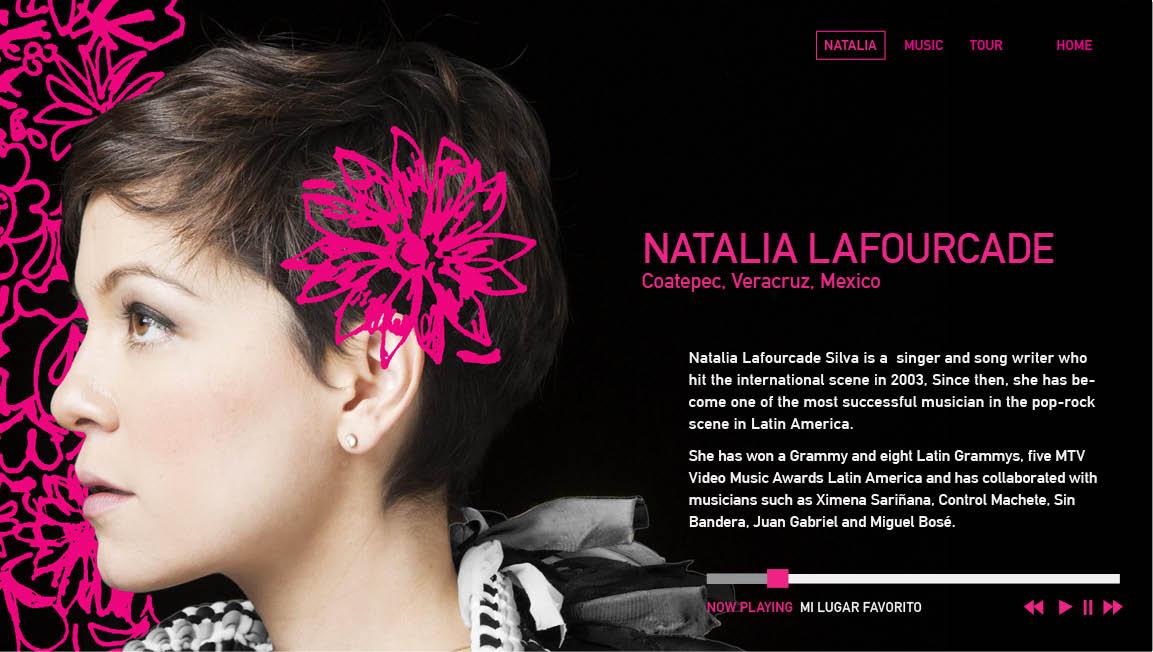 NATALIA MUSIC TOUR HOME
NATALIA LAFOURCADE
Coatepec, Veracruz, Mexico
Natalia Lafourcade Silva is a  singer and song writer who
hit the international scene in 2003, Since then, she has be-
come one of the most successful musician in the pop-rock
scene in Latin America.
She has won a Grammy and eight Latin Grammys, five MTV
Video Music Awards Latin America and has collaborated with
musicians such as Ximena Sariñana, Control Machete, Sin
Bandera, Juan Gabriel and Miguel Bosé.
NOW PLAYING MI LUGAR FAVORITO